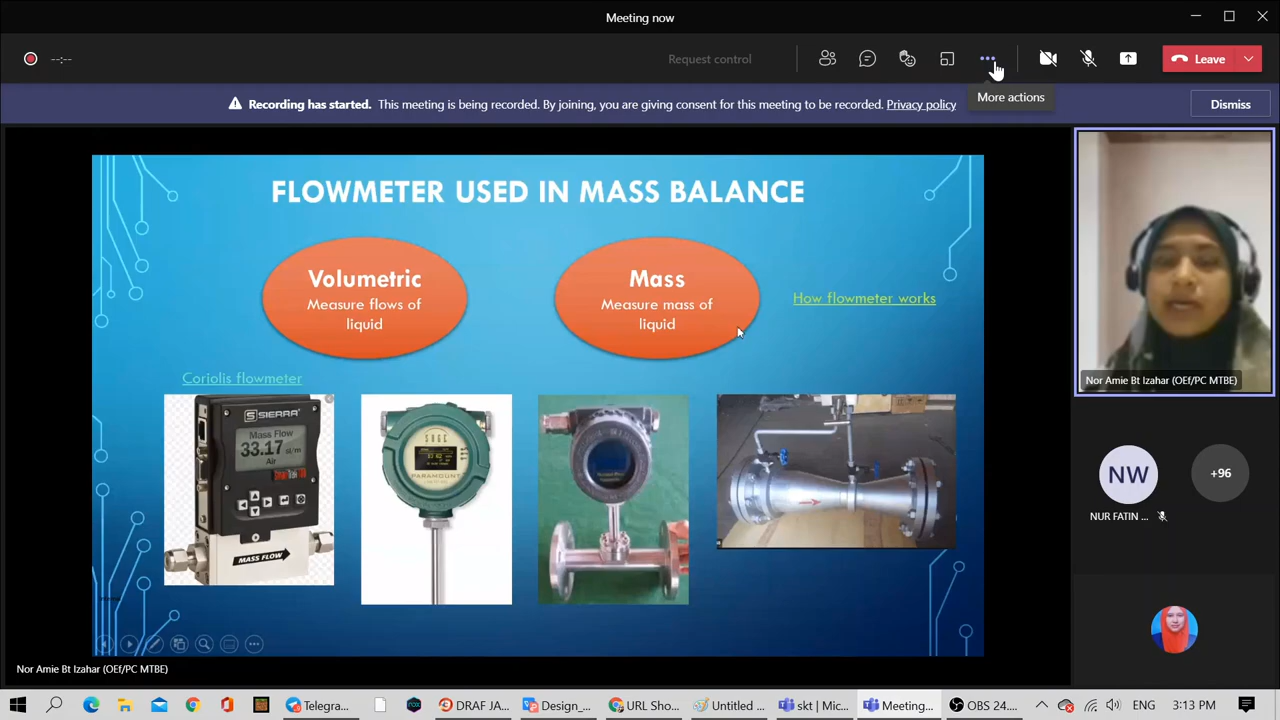 Meeting now
--:--
Request control
Leave
Recording has started. This meeting is being recorded. By joining, you are giving consent for this meeting to be recorded. Privacy policy
Dismiss
More actions
FLOWMETER USED IN MASS BALANCE
Volumetric
Measure flows of
liquid
Mass
Measure mass of
liquid
How flowmeter works
Coriolis flowmeter
SIERRA
Mass Flow
33.17
Air
MASS FLOW
PARAMOUNT
Nor Amie Bt Izahar (OEf/PC MTBE)
NW
+96
NUR FATIN ...
Nor Amie Bt Izahar (OEf/PC MTBE)
Telegra...
DRAF JA...
Design_...
URL Sho...
Untitled ...
skt | Mic...
Meeting...
OBS 24....
ENG
3:13 PM